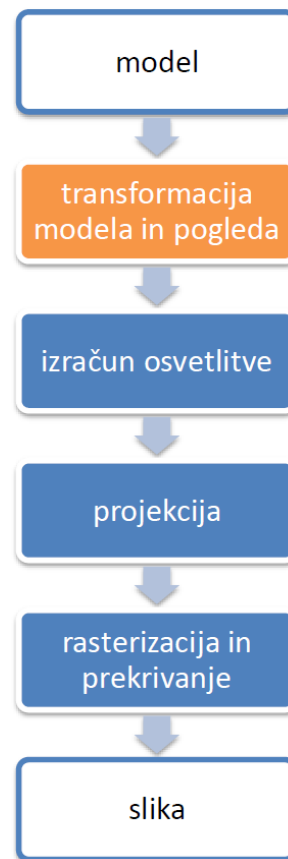 model
transformacija
modela in pogleda
izračun osvetlitve
projekcija
rasterizacija in
prekrivanje
slika